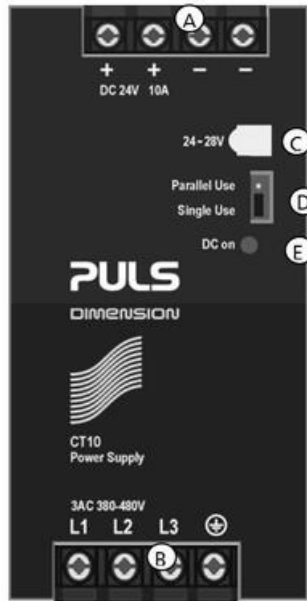 A
+ + − −
DC 24V 10A
24–28V
C
Parallel Use
Single Use
D
DC on
E
PULS
DIMENSION
CT10
Power Supply
3AC 380-480V
L1 L2 L3
B